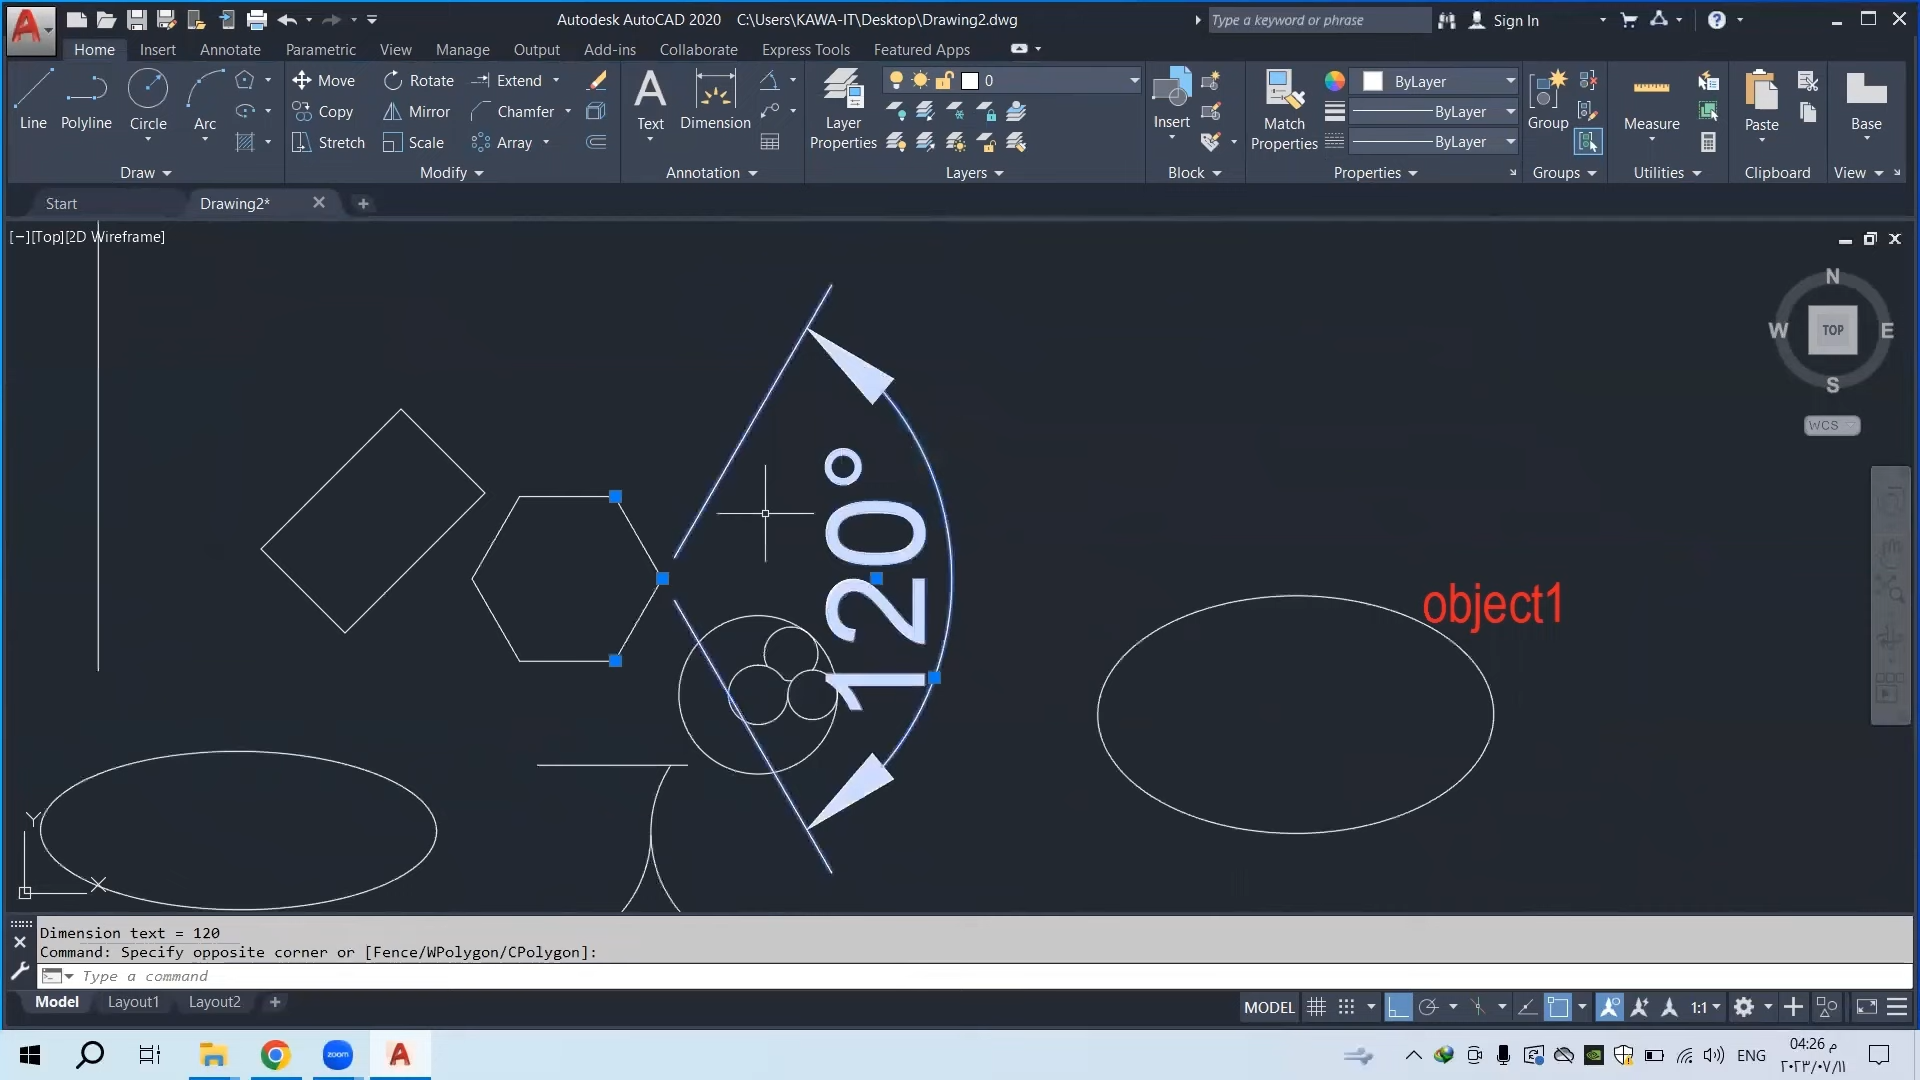 Autodesk AutoCAD 2020 C:\Users\KAWA-IT\Desktop\Drawing2.dwg
Type a keyword or phrase
Sign In
Home Insert Annotate Parametric View Manage Output Add-ins Collaborate Express Tools Featured Apps
Line Polyline Circle Arc
Move Rotate Extend
Copy Mirror Chamfer
Stretch Scale Array
Text Dimension
Layer Properties
0
Insert
Match Properties
ByLayer
ByLayer
ByLayer
Group
Measure
Paste
Base
Draw Modify Annotation Layers Block Properties Groups Utilities Clipboard View
Start Drawing2*
[−][Top][2D Wireframe]
N
W TOP E
S
WCS
120°
object1
Y
X
Dimension text = 120
Command: Specify opposite corner or [Fence/WPolygon/CPolygon]:
Type a command
Model Layout1 Layout2
MODEL 1:1
zoom
ENG
04:26 م
٢٠٢٣/٠٧/١١